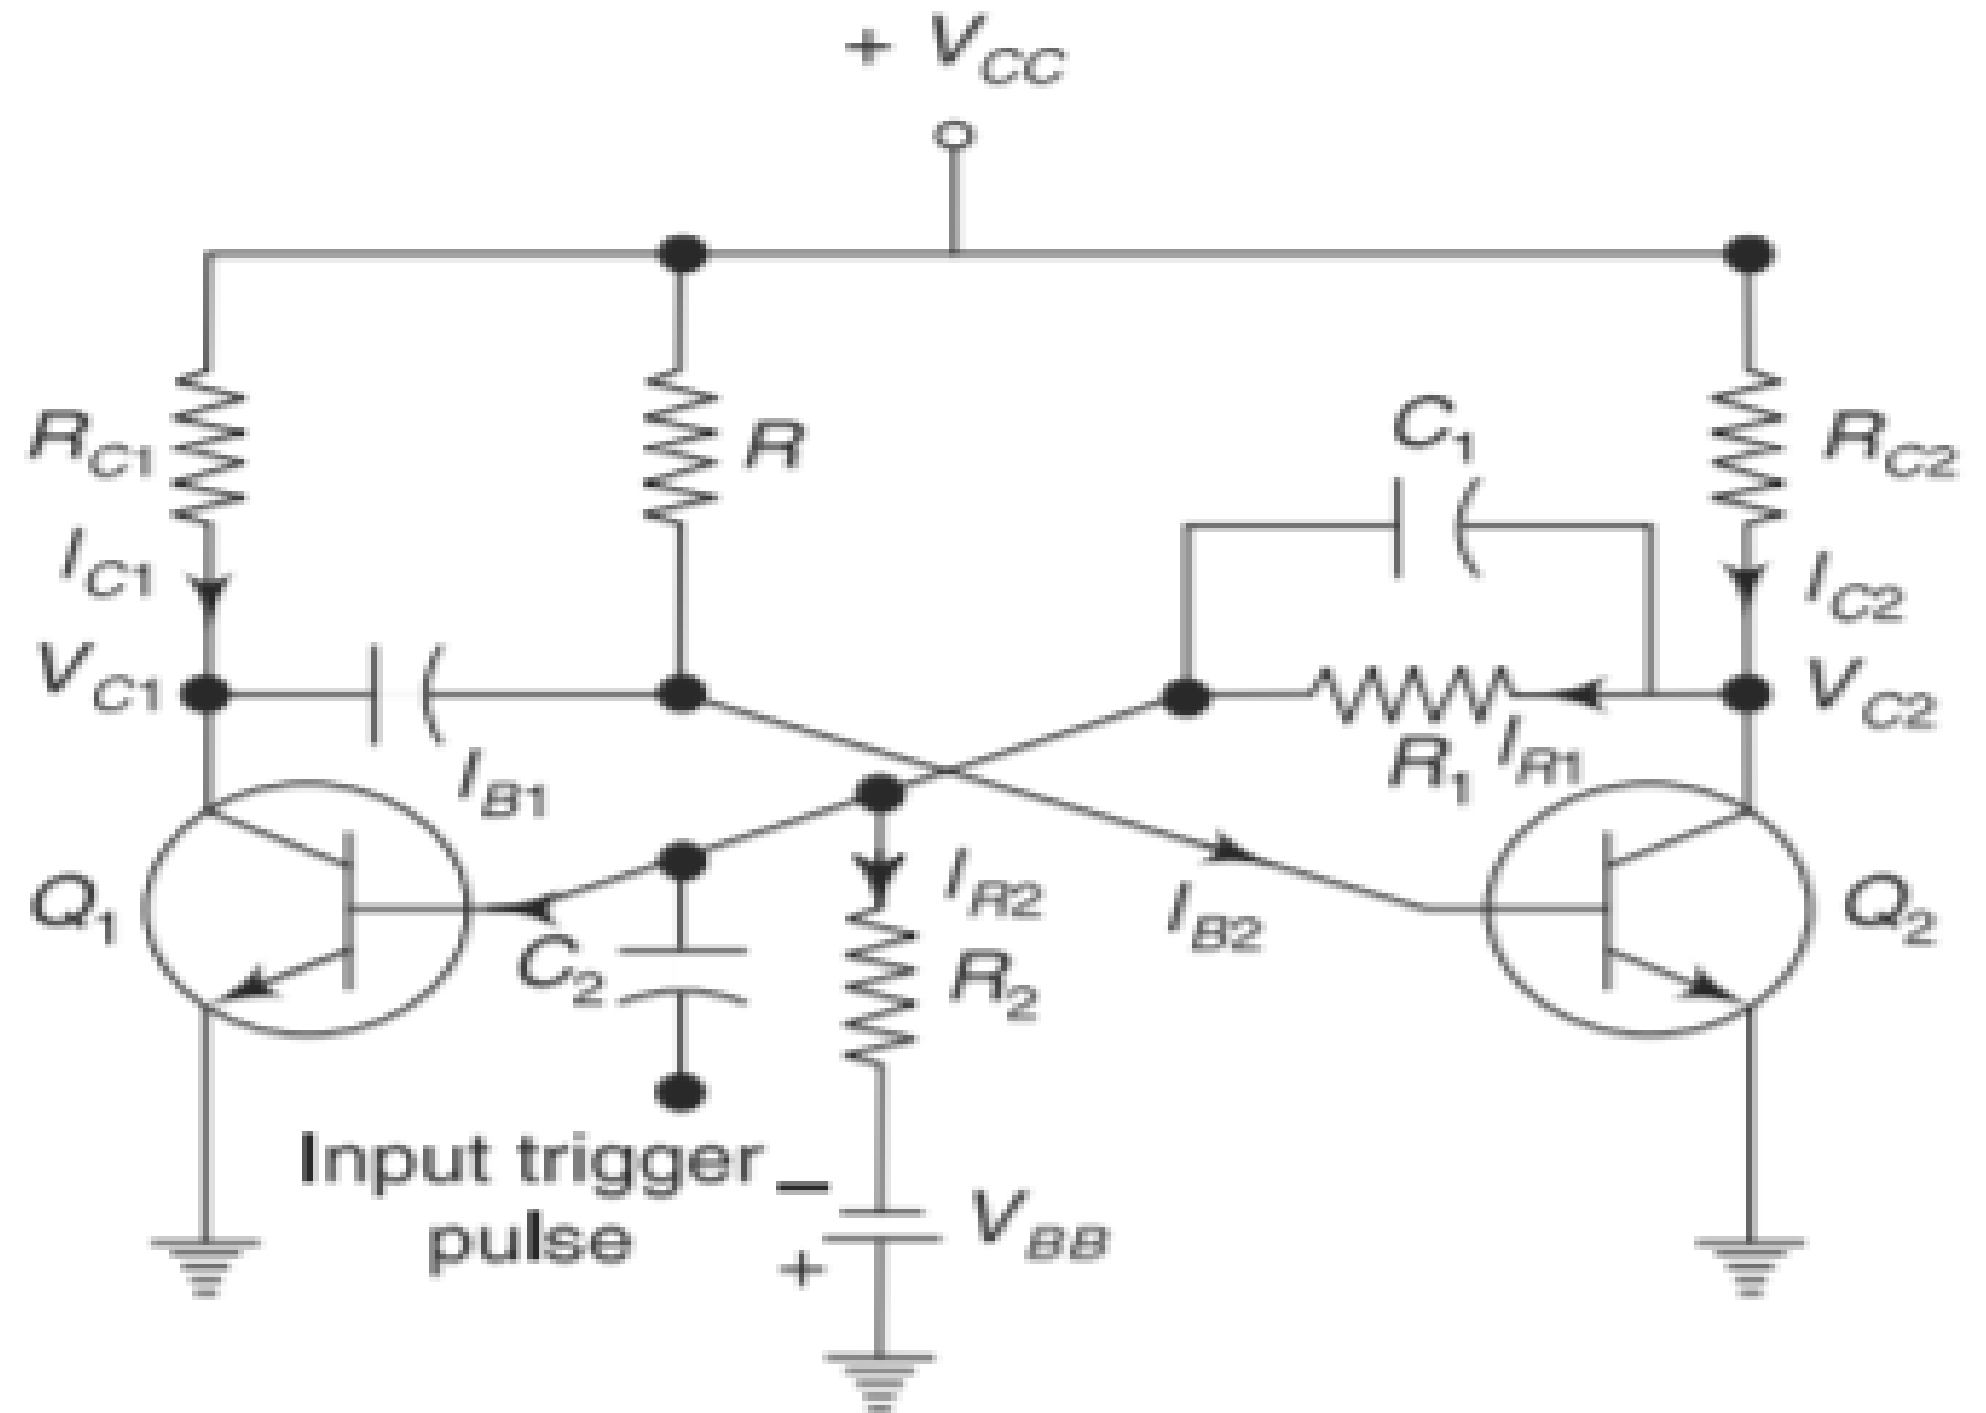 + V_CC
R_C1
R
C_1
R_C2
I_C1
I_C2
V_C1
V_C2
I_B1
R_1
I_R1
Q_1
C_2
I_R2
R_2
I_B2
Q_2
Input trigger
pulse
−
+
V_BB